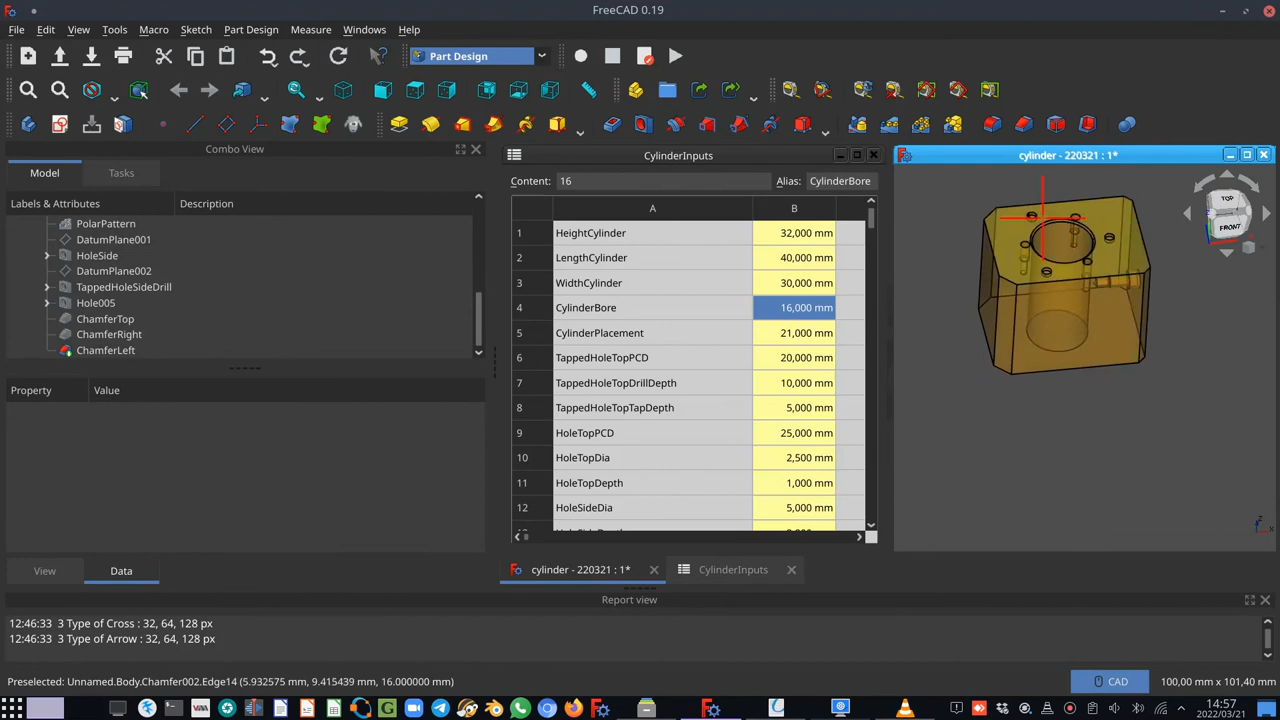 FreeCAD 0.19
File Edit View Tools Macro Sketch Part Design Measure Windows Help
Part Design
Combo View
Model Tasks
Labels & Attributes Description
PolarPattern
DatumPlane001
HoleSide
DatumPlane002
TappedHoleSideDrill
Hole005
ChamferTop
ChamferRight
ChamferLeft
Property Value
View Data
CylinderInputs
Content: 16 Alias: CylinderBore
A B
1 HeightCylinder 32,000 mm
2 LengthCylinder 40,000 mm
3 WidthCylinder 30,000 mm
4 CylinderBore 16,000 mm
5 CylinderPlacement 21,000 mm
6 TappedHoleTopPCD 20,000 mm
7 TappedHoleTopDrillDepth 10,000 mm
8 TappedHoleTopTapDepth 5,000 mm
9 HoleTopPCD 25,000 mm
10 HoleTopDia 2,500 mm
11 HoleTopDepth 1,000 mm
12 HoleSideDia 5,000 mm
cylinder - 220321 : 1*
TOP
FRONT
cylinder - 220321 : 1* CylinderInputs
Report view
12:46:33 3 Type of Cross : 32, 64, 128 px
12:46:33 3 Type of Arrow : 32, 64, 128 px
Preselected: Unnamed.Body.Chamfer002.Edge14 (5.932575 mm, 9.415439 mm, 16.000000 mm) CAD 100,00 mm x 101,40 mm
14:57
2022/03/21